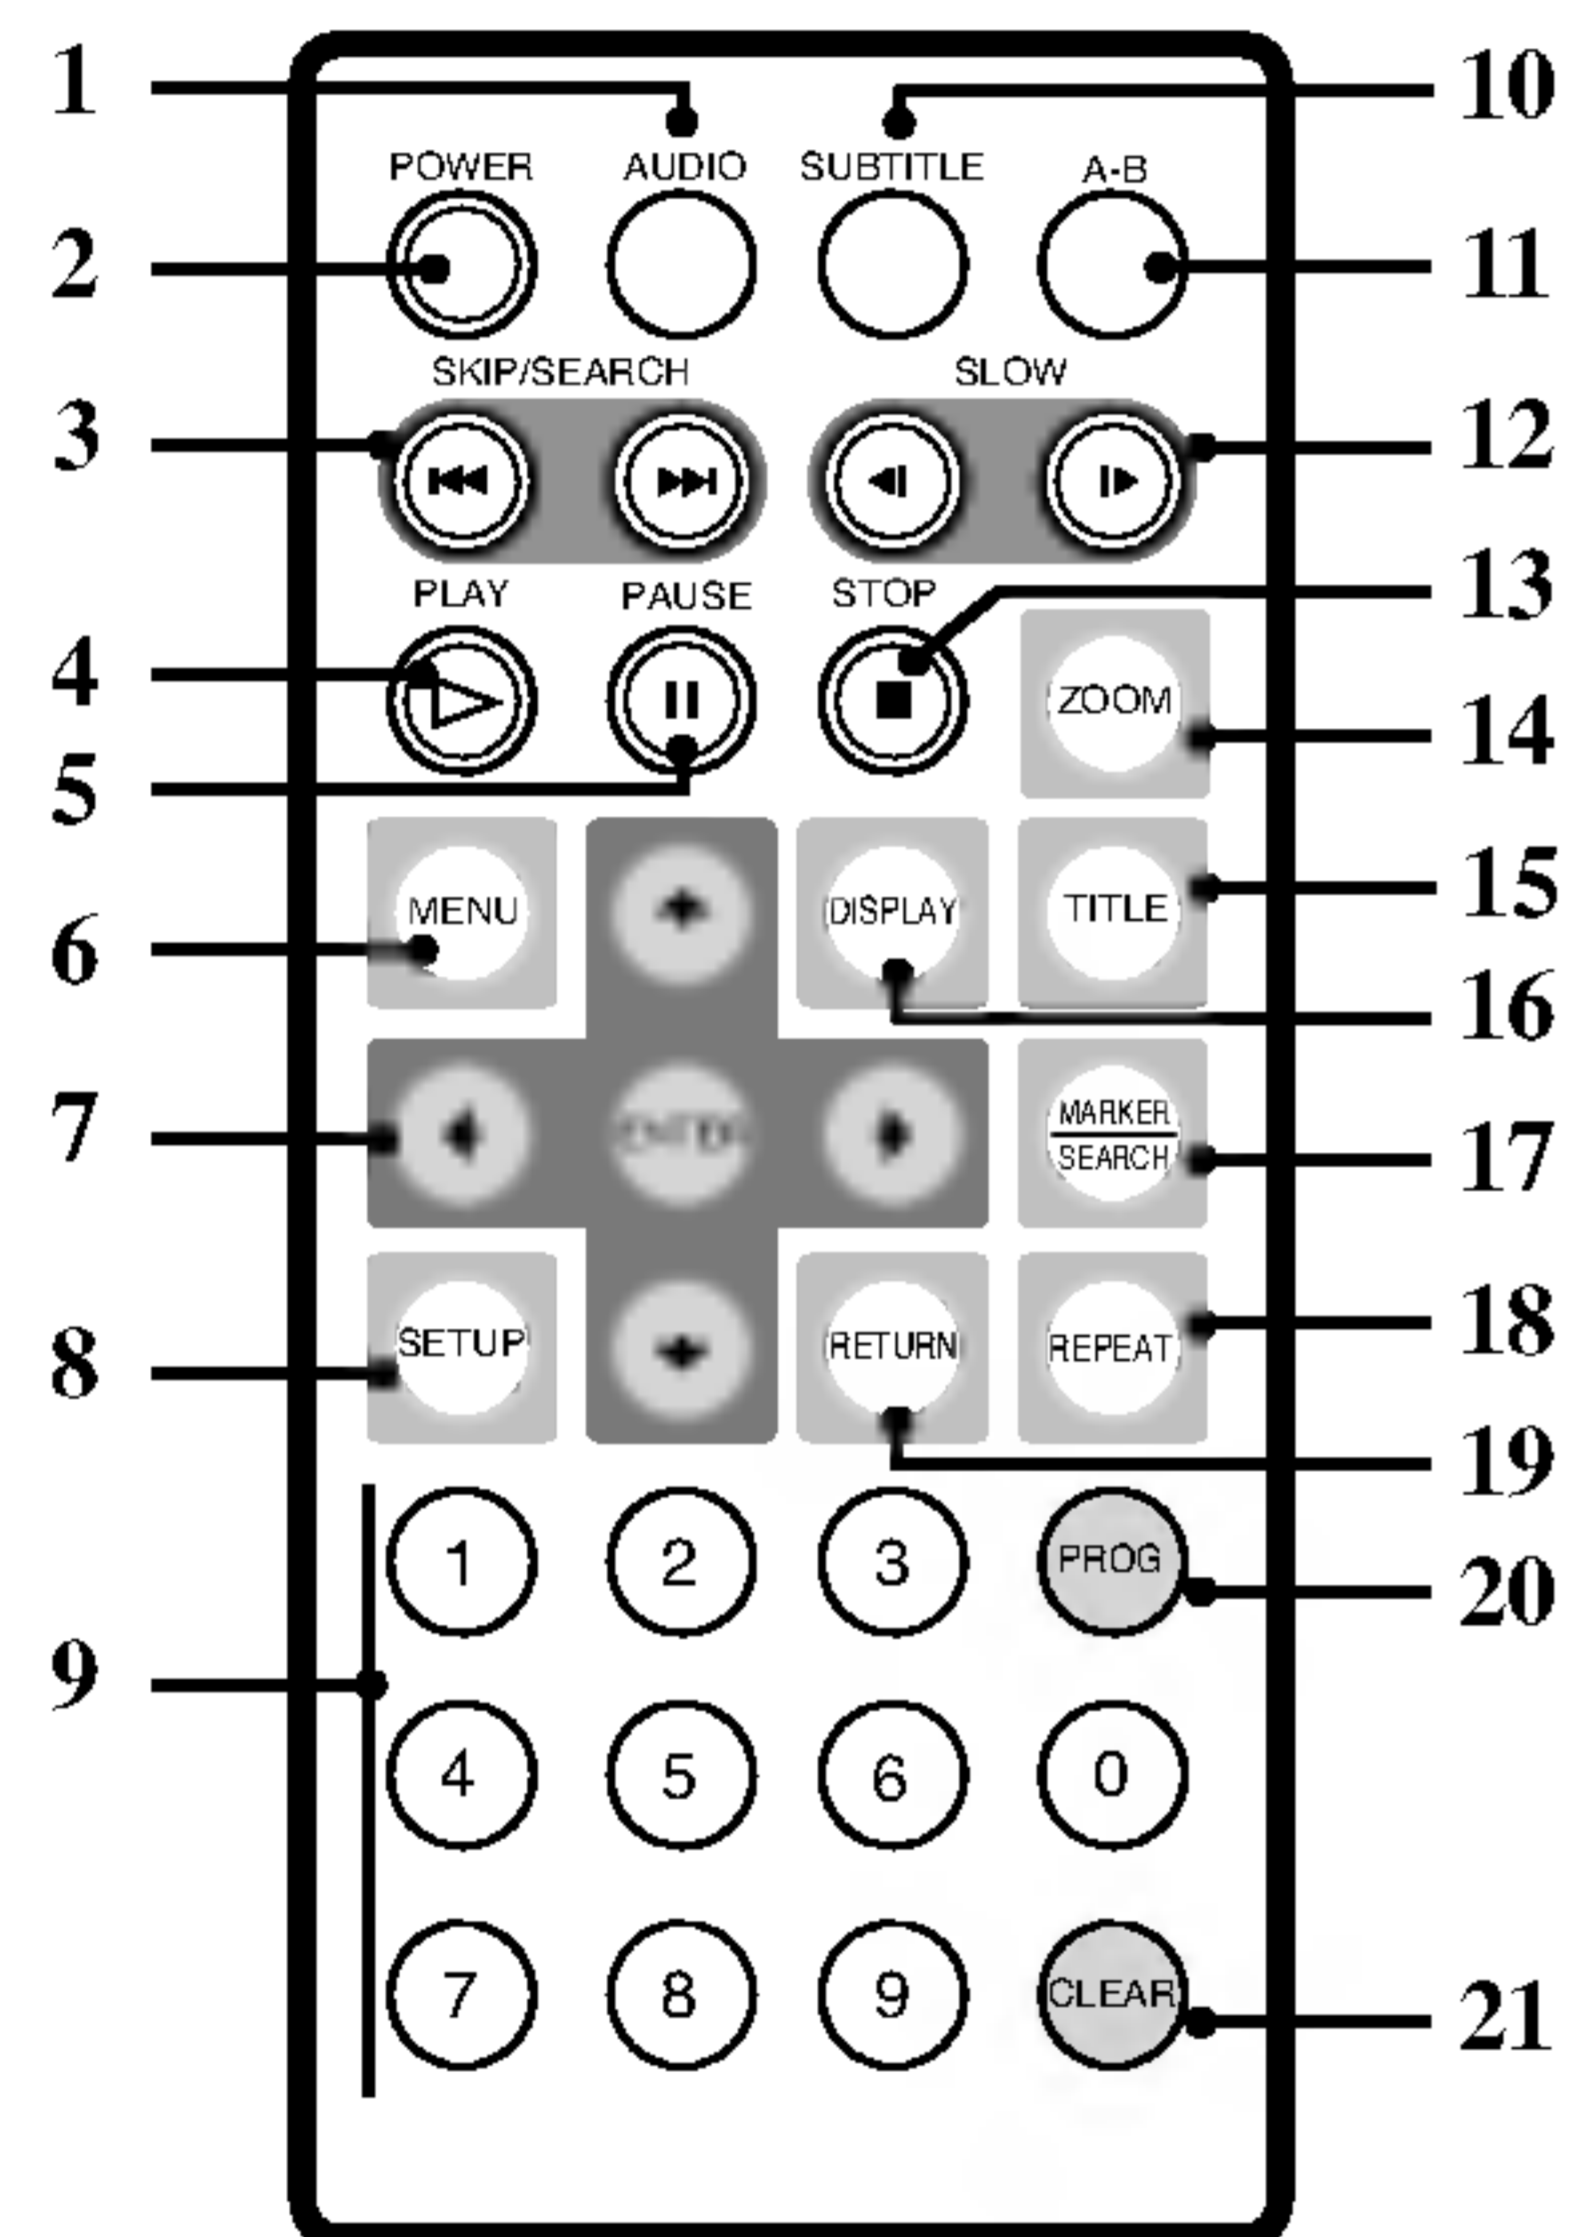 1
10
POWER AUDIO SUBTITLE A-B
2
11
SKIP/SEARCH SLOW
3
12
PLAY PAUSE STOP
13
4
ZOOM
14
5
MENU DISPLAY TITLE
15
6
16
7
MARKER
SEARCH
17
SETUP RETURN REPEAT
18
8
19
1 2 3 PROG
20
9
4 5 6 0
7 8 9 CLEAR
21